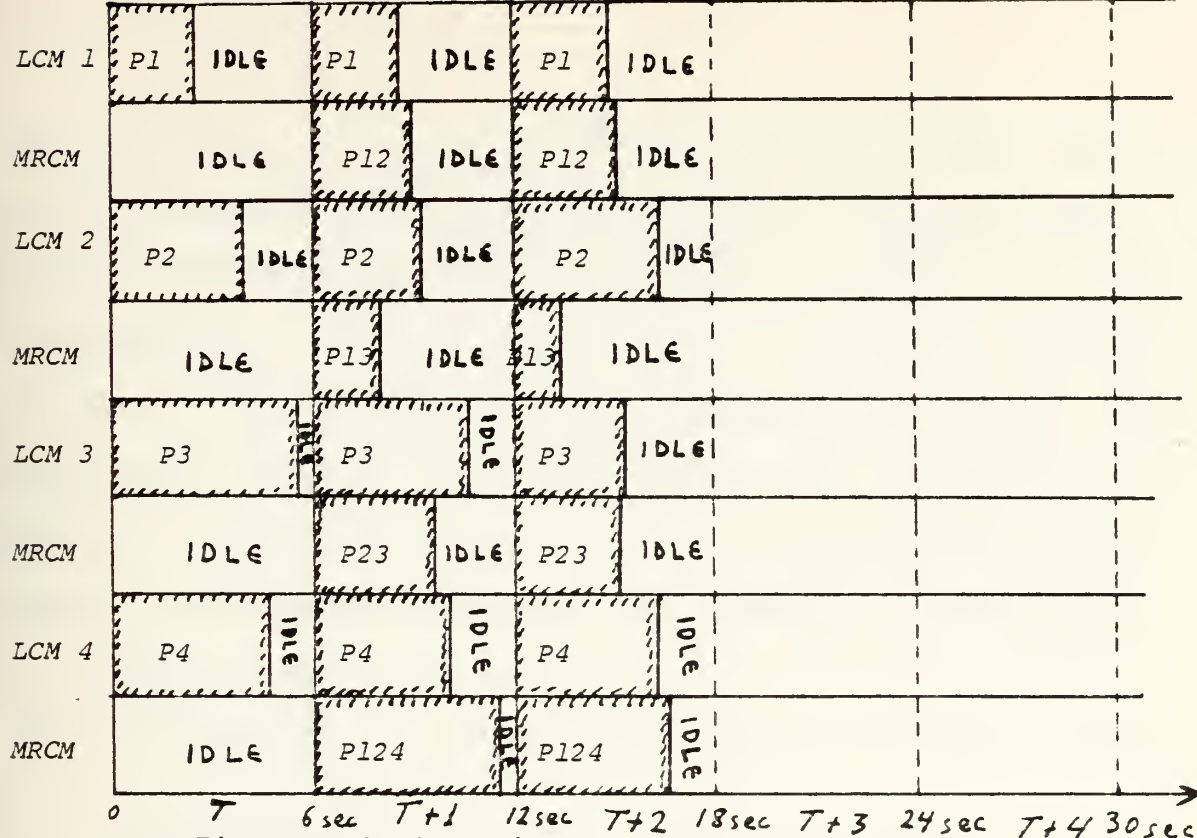 LCM 1 P1 IDLE P1 IDLE P1 IDLE
MRCM IDLE P12 IDLE P12 IDLE
LCM 2 P2 IDLE P2 IDLE P2 IDLE
MRCM IDLE P13 IDLE P13 IDLE
LCM 3 P3 IDLE P3 IDLE P3 IDLE
MRCM IDLE P23 IDLE P23 IDLE
LCM 4 P4 IDLE P4 IDLE P4 IDLE
MRCM IDLE P124 IDLE P124 IDLE
0 T 6sec T+1 12sec T+2 18sec T+3 24sec T+4 30sec